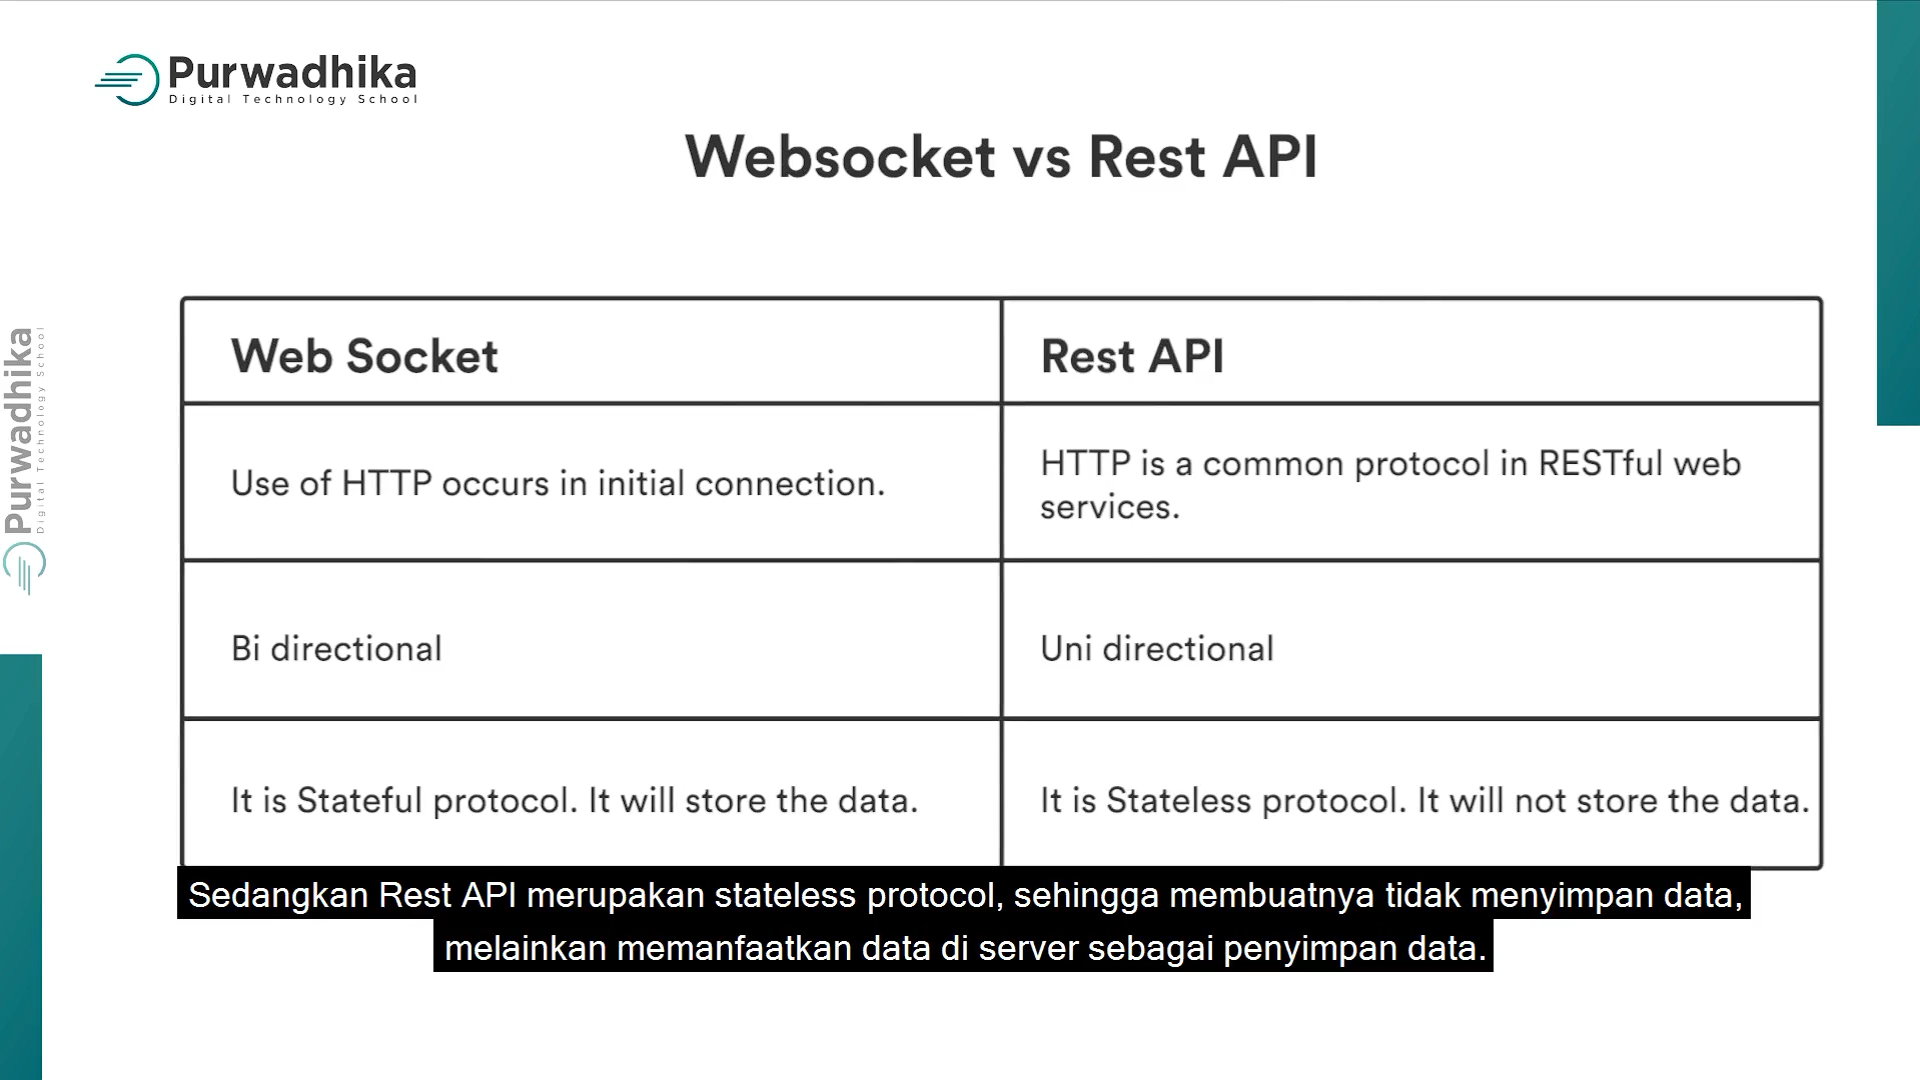 Purwadhika
Digital Technology School
Websocket vs Rest API
Purwadhika
Digital Technology School
Web Socket
Rest API
Use of HTTP occurs in initial connection.
HTTP is a common protocol in RESTful web
services.
Bi directional
Uni directional
It is Stateful protocol. It will store the data.
It is Stateless protocol. It will not store the data.
Sedangkan Rest API merupakan stateless protocol, sehingga membuatnya tidak menyimpan data,
melainkan memanfaatkan data di server sebagai penyimpan data.